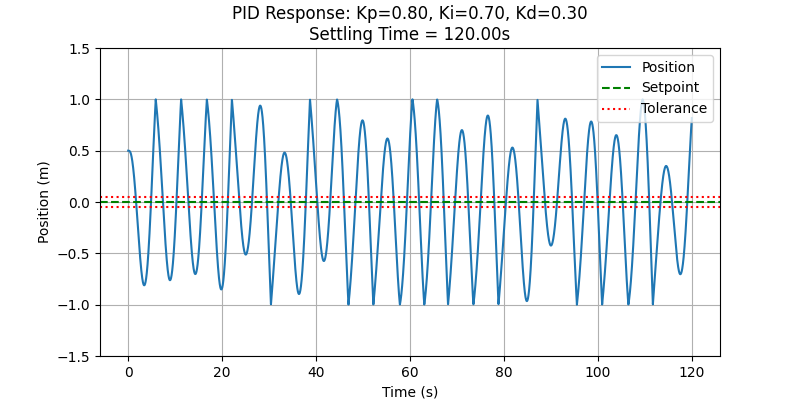 PID Response: Kp=0.80, Ki=0.70, Kd=0.30
Settling Time = 120.00s
1.5
1.0
0.5
0.0
−0.5
−1.0
−1.5
Position (m)
Position
Setpoint
Tolerance
0
20
40
60
80
100
120
Time (s)